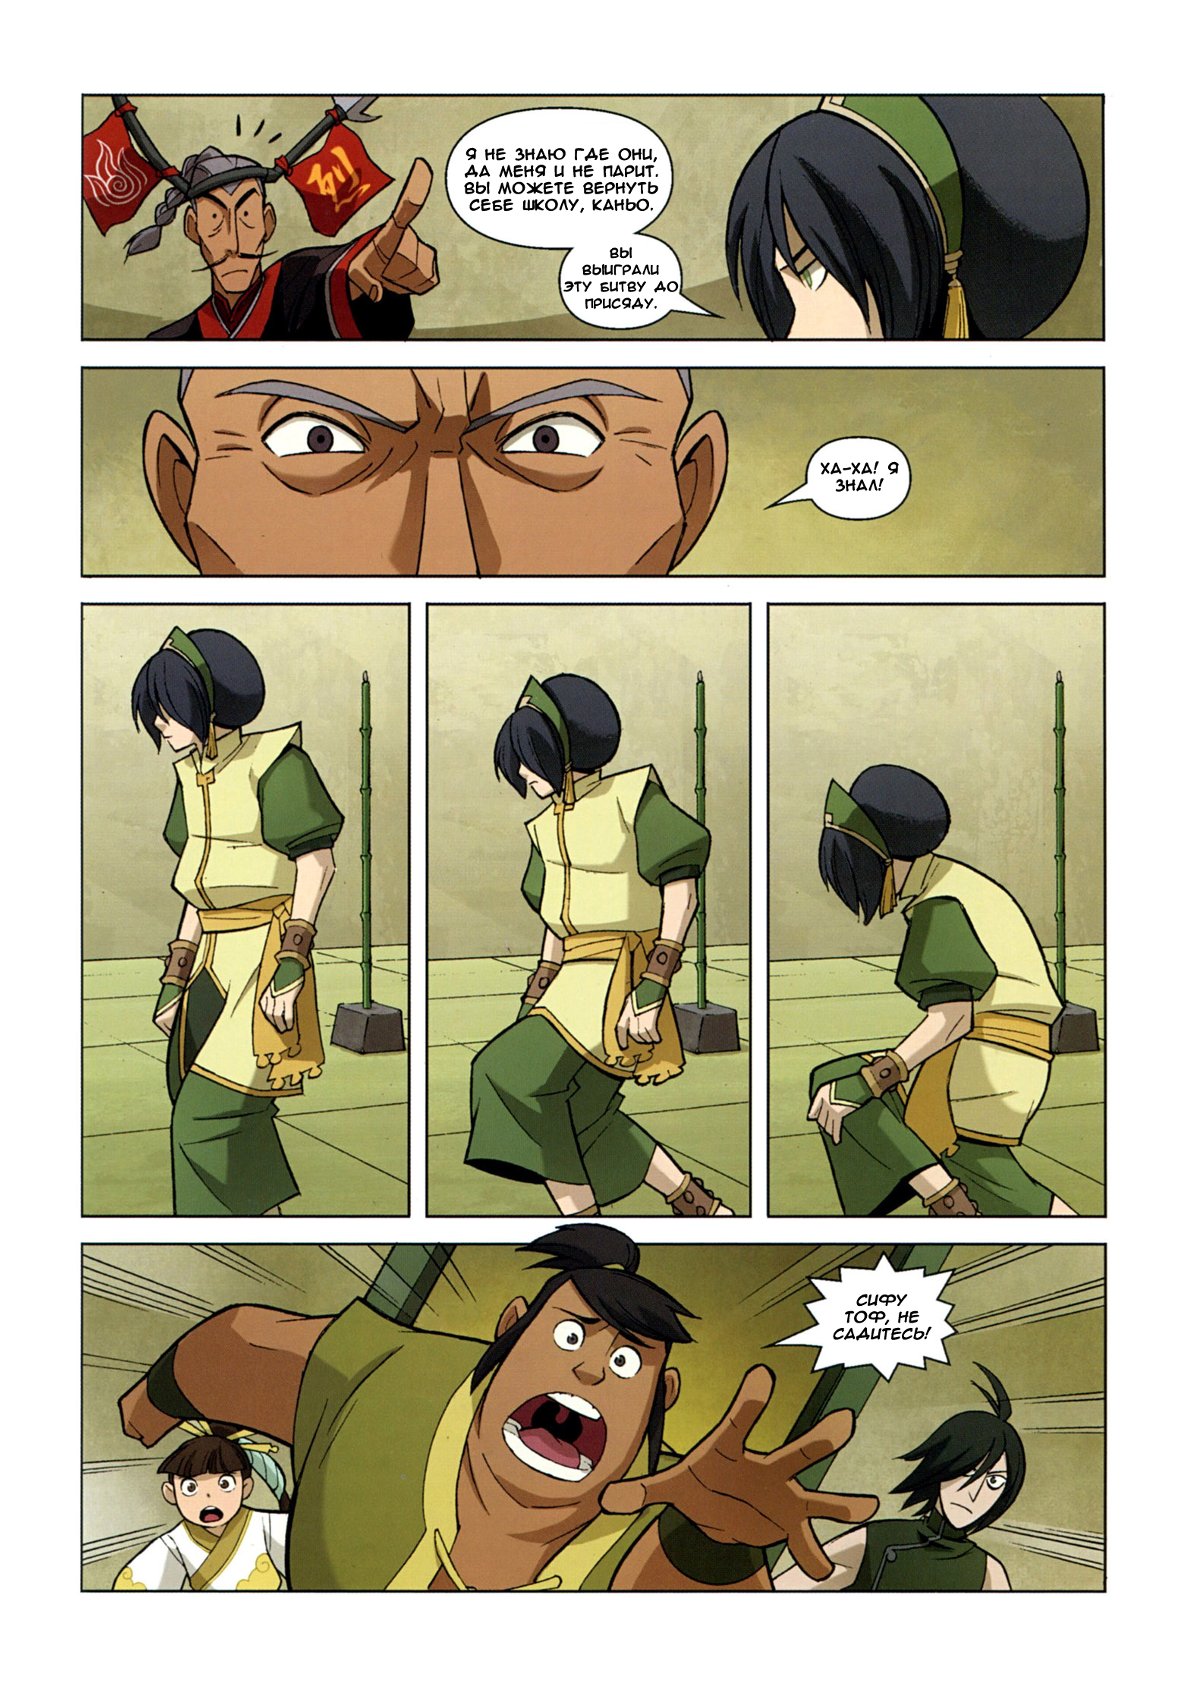 Я НЕ ЗНАЮ ГДЕ ОНИ,
ДА МЕНЯ И НЕ ПАРИТ.
ВЫ МОЖЕТЕ ВЕРНУТЬ
СЕБЕ ШКОЛУ, КАНЬО.
ВЫ
ВЫИГРАЛИ
ЭТУ БИТВУ ДО
ПРИСЯДУ.
ХА-ХА! Я
ЗНАЛ!
СИФУ
ТОФ, НЕ
САДИТЕСЬ!